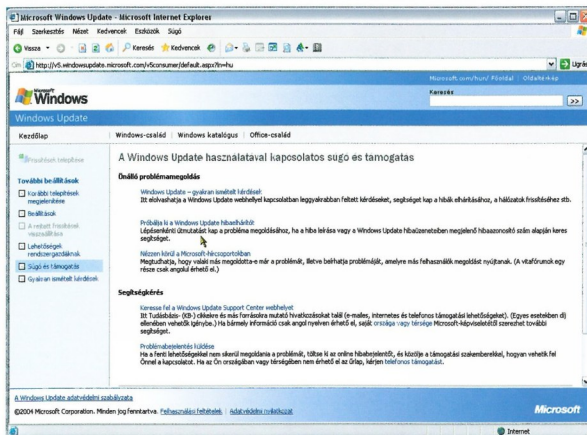 Microsoft Windows Update - Microsoft Internet Explorer
Fájl Szerkesztés Nézet Kedvencek Eszközök Súgó
Vissza Keresés Kedvencek
Cím http://v5.windowsupdate.microsoft.com/v5consumer/default.aspx?ln=hu Ugrás
Microsoft.com/hun/ Főoldal | Oldaltérkép
Microsoft
Windows
Keresés
Windows Update
Kezdőlap | Windows-család | Windows katalógus | Office-család
Frissítések telepítése
További beállítások
Korábbi telepítések
megjelenítése
Beállítások
A rejtett frissítések
visszaállítása
Lehetőségek
rendszergazdáknak
Súgó és támogatás
Gyakran ismételt kérdések
A Windows Update használatával kapcsolatos súgó és támogatás
Önálló problémamegoldás
Windows Update – gyakran ismételt kérdések
Itt elolvashatja a Windows Update webhellyel kapcsolatban leggyakrabban feltett kérdéseket, segítséget kap a hibák elhárításához, a hálózatok frissítéséhez stb.
Próbálja ki a Windows Update hibaelhárítót
Lépésenkénti útmutatást kap a probléma megoldásához, ha a hiba leírása vagy a Windows Update hibaüzeneteiben megjelenő hibaazonosító szám alapján keres
segítséget.
Nézzen körül a Microsoft-hírcsoportokban
Megtudhatja, hogy valaki más megoldotta-e már a problémát, illetve beírhatja problémáját, amelyre más felhasználók megoldást nyújtanak. (A vitafórumok egy
része csak angolul érhető el.)
Segítségkérés
Keresse fel a Windows Update Support Center webhelyet
Itt Tudásbázis- (KB-) cikkekre és más forrásokra mutató hivatkozásokat talál (e-mailes, internetes és telefonos támogatási lehetőségeket). (Egyes esetekben díj
ellenében vehetők igénybe.) Ha bármely információ csak angol nyelven érhető el, saját országa vagy térsége Microsoft-képviseletétől szerezhet további
segítséget.
Problémabejelentés küldése
Ha a fenti lehetőségekkel nem sikerül megoldania a problémát, töltse ki az online hibabejelentőt, és közölje a támogatási szakemberekkel, hogyan vehetik fel
Önnel a kapcsolatot. Ha az Ön országában vagy térségében nem érhető el az űrlap, kérjen telefonos támogatást.
A Windows Update adatvédelmi szabályzata
©2004 Microsoft Corporation. Minden jog fenntartva. Felhasználási feltételek | Adatvédelmi nyilatkozat
Microsoft
Internet